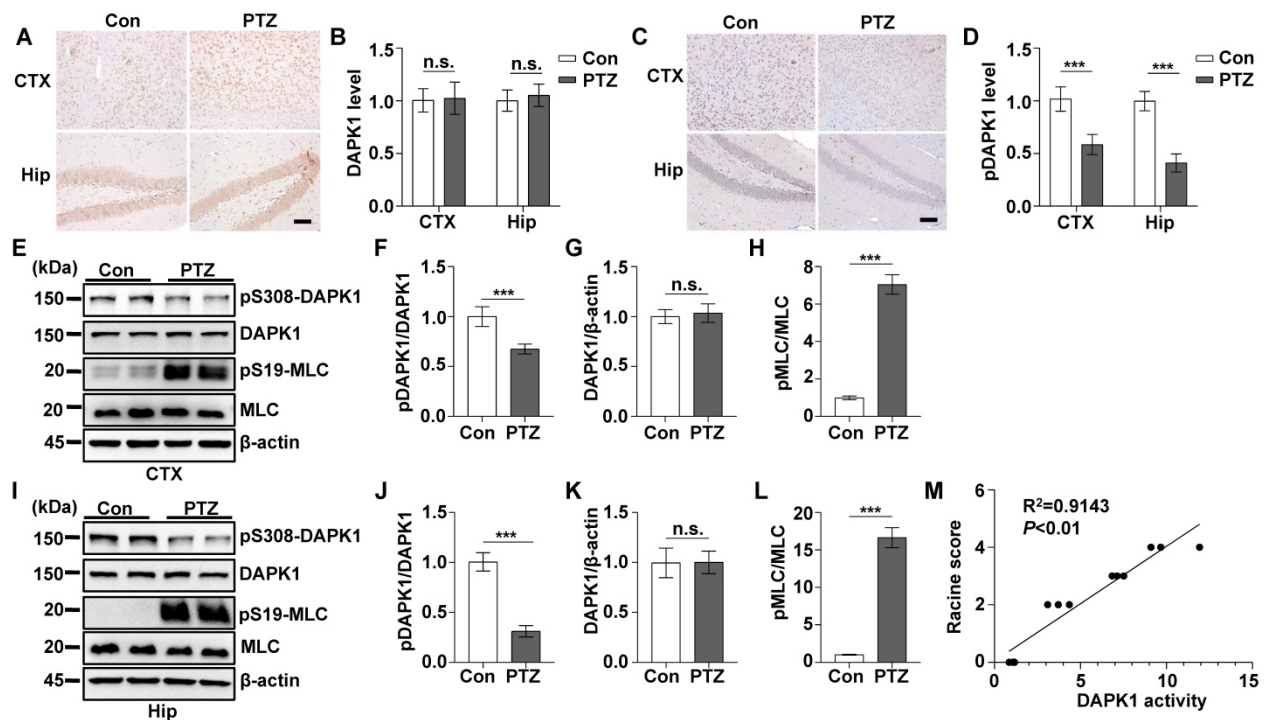 A
Con
PTZ
CTX
Hip
B
DAPK1 level
1.5
1.0
0.5
0.0
n.s.
n.s.
CTX
Hip
Con
PTZ
C
Con
PTZ
CTX
Hip
D
pDAPK1 level
1.5
1.0
0.5
0.0
***
***
CTX
Hip
Con
PTZ
E
(kDa)
Con
PTZ
150
pS308-DAPK1
150
DAPK1
20
pS19-MLC
20
MLC
45
β-actin
CTX
F
pDAPK1/DAPK1
1.5
1.0
0.5
0.0
***
Con
PTZ
G
DAPK1/β-actin
1.5
1.0
0.5
0.0
n.s.
Con
PTZ
H
pMLC/MLC
8
6
4
2
0
***
Con
PTZ
I
(kDa)
Con
PTZ
150
pS308-DAPK1
150
DAPK1
20
pS19-MLC
20
MLC
45
β-actin
Hip
J
pDAPK1/DAPK1
1.5
1.0
0.5
0.0
***
Con
PTZ
K
DAPK1/β-actin
1.5
1.0
0.5
0.0
n.s.
Con
PTZ
L
pMLC/MLC
20
15
10
5
0
***
Con
PTZ
M
Racine score
6
4
2
0
R²=0.9143
P<0.01
0
5
10
15
DAPK1 activity